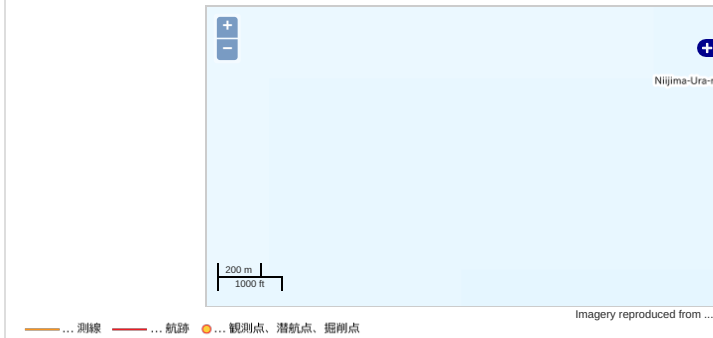 +
−
Niijima-Ura-
200 m
1000 ft
Imagery reproduced from ...
... 測線 ... 航跡 ... 観測点、潜航点、掘削点